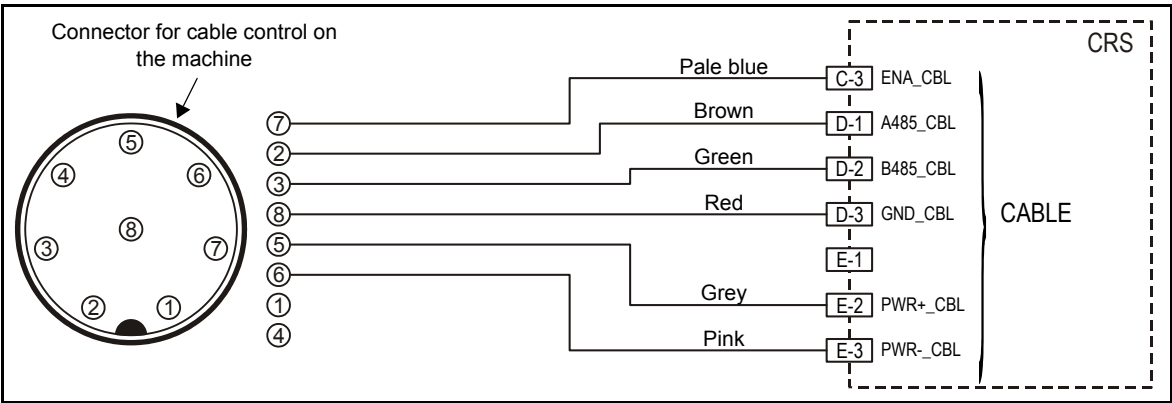 Connector for cable control on
the machine
CRS
Pale blue
C-3 ENA_CBL
7
Brown
D-1 A485_CBL
2
Green
D-2 B485_CBL
3
Red
D-3 GND_CBL
8
CABLE
5
E-1
6
Grey
E-2 PWR+_CBL
1
Pink
E-3 PWR-_CBL
4
5
4
6
8
3
7
2
1